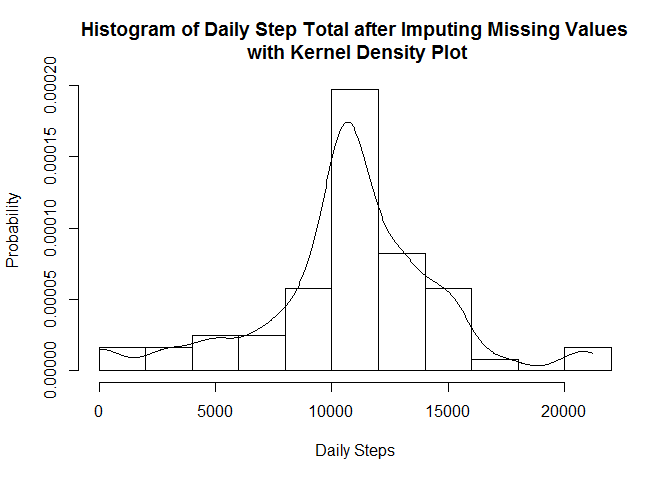 Histogram of Daily Step Total after Imputing Missing Values
with Kernel Density Plot
Probability
0.00020
0.00015
0.00010
0.00005
0.00000
0 5000 10000 15000 20000
Daily Steps